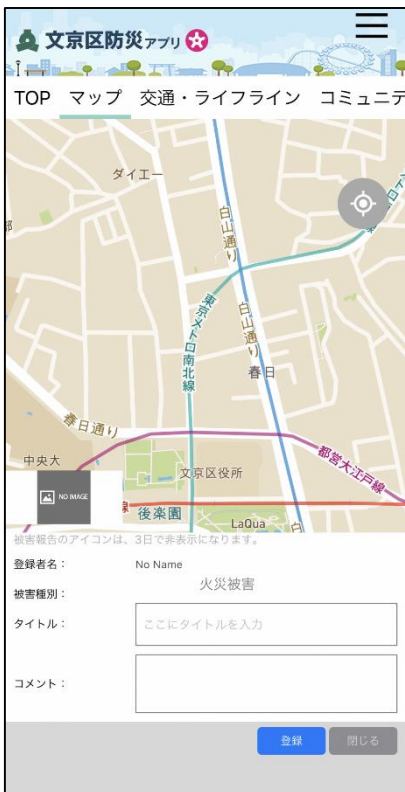 文京区防災アプリ
TOP マップ 交通・ライフライン コミュニテ
ダイエー
白山通り
東京メトロ南北線
白山通り
春日
春日通り
中央大
文京区役所
都営大江戸線
NO IMAGE
後楽園
LaQua
被害報告のアイコンは、3日で非表示になります。
登録者名： No Name
被害種別： 火災被害
タイトル： ここにタイトルを入力
コメント：
登録 閉じる